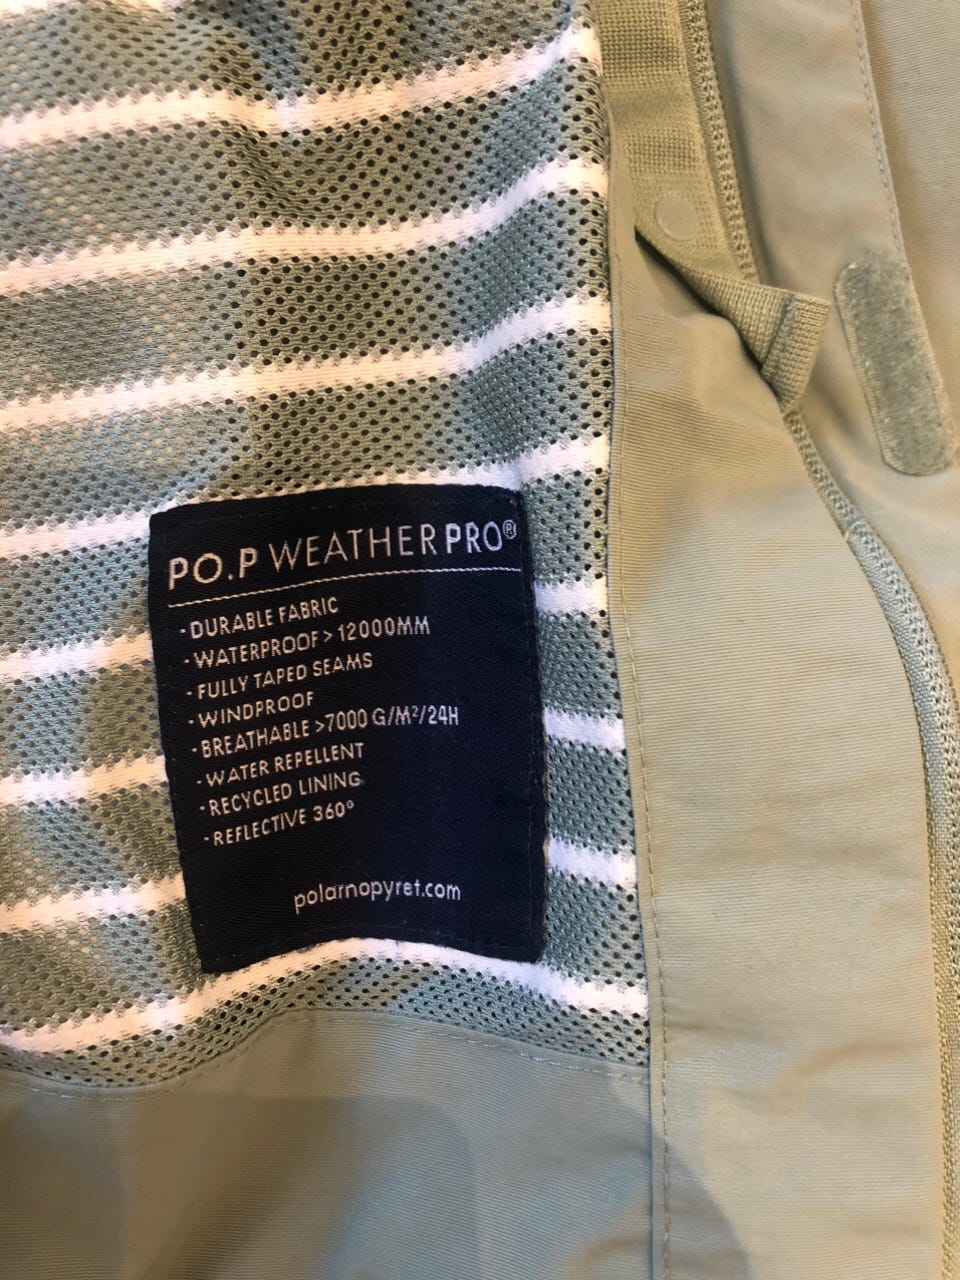 PO.P WEATHERPRO®
-DURABLE FABRIC
-WATERPROOF>12000MM
-FULLY TAPED SEAMS
-WINDPROOF
-BREATHABLE >7000 G/M²/24H
-WATER REPELLENT
-RECYCLED LINING
-REFLECTIVE 360°
polarnopyret.com